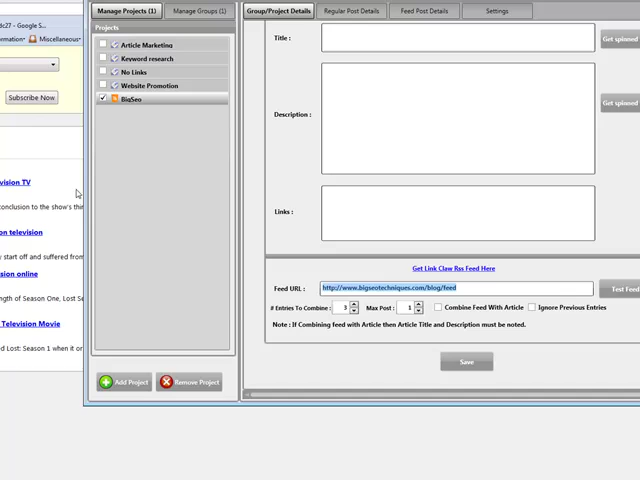 dc27 - Google S...
ormation
Miscellaneous
Subscribe Now
vision TV
conclusion to the show's thi
on television
y start off and suffered from
sion online
ngth of Season One, Lost Se
Television Movie
d Lost: Season 1 when it or
Manage Projects (1)
Manage Groups (1)
Projects
Article Marketing
Keyword research
No Links
Website Promotion
BigSeo
Add Project
Remove Project
Group/Project Details
Regular Post Details
Feed Post Details
Settings
Title :
Get spinned
Description :
Get spinned
Links :
Get Link Claw Rss Feed Here
Feed URL :
http://www.bigseotechniques.com/blog/feed
Test Feed
# Entries To Combine :
3
Max Post :
1
Combine Feed With Article
Ignore Previous Entries
Note : If Combining feed with Article then Article Title and Description must be noted.
Save